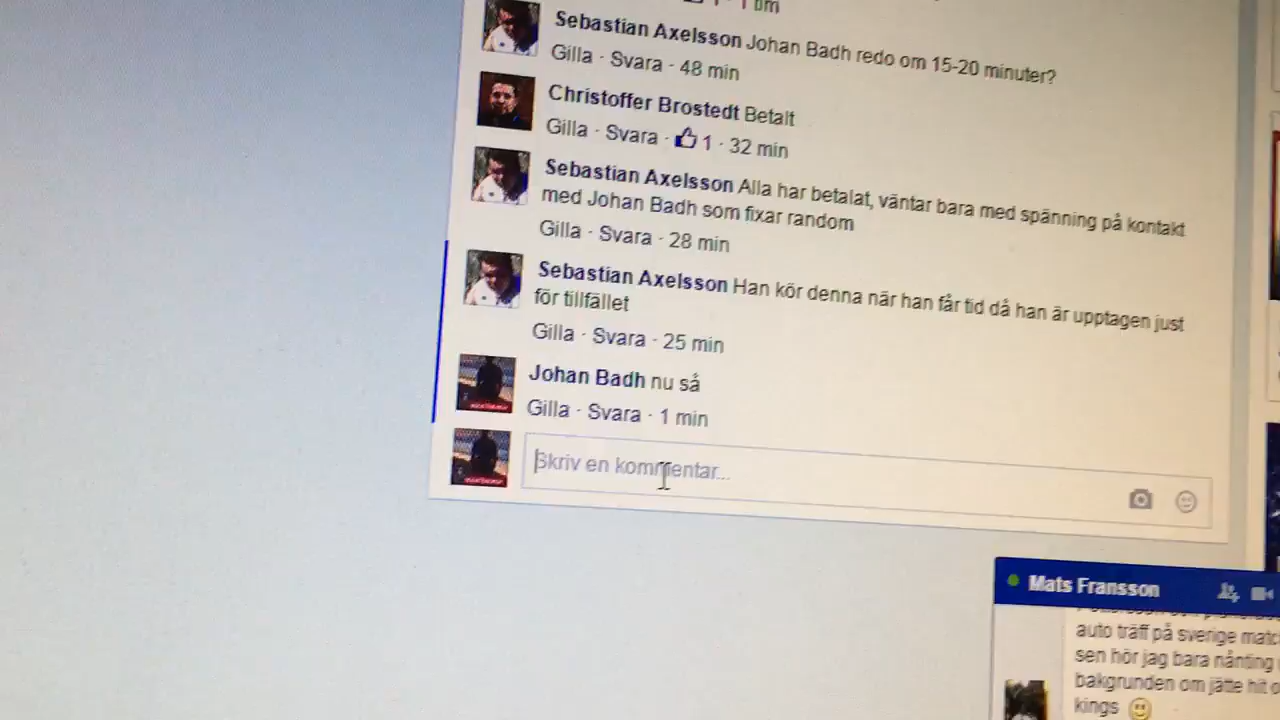 1 tim
Sebastian Axelsson Johan Badh redo om 15-20 minuter?
Gilla · Svara · 48 min
Christoffer Brostedt Betalt
Gilla · Svara · 1 · 32 min
Sebastian Axelsson Alla har betalat, väntar bara med spänning på kontakt
med Johan Badh som fixar random
Gilla · Svara · 28 min
Sebastian Axelsson Han kör denna när han får tid då han är upptagen just
för tillfället
Gilla · Svara · 25 min
Johan Badh nu så
Gilla · Svara · 1 min
Skriv en kommentar...
Mats Fransson
auto träff på sverige
sen hör jag bara nånting
bakgrunden om jätte hit
kings